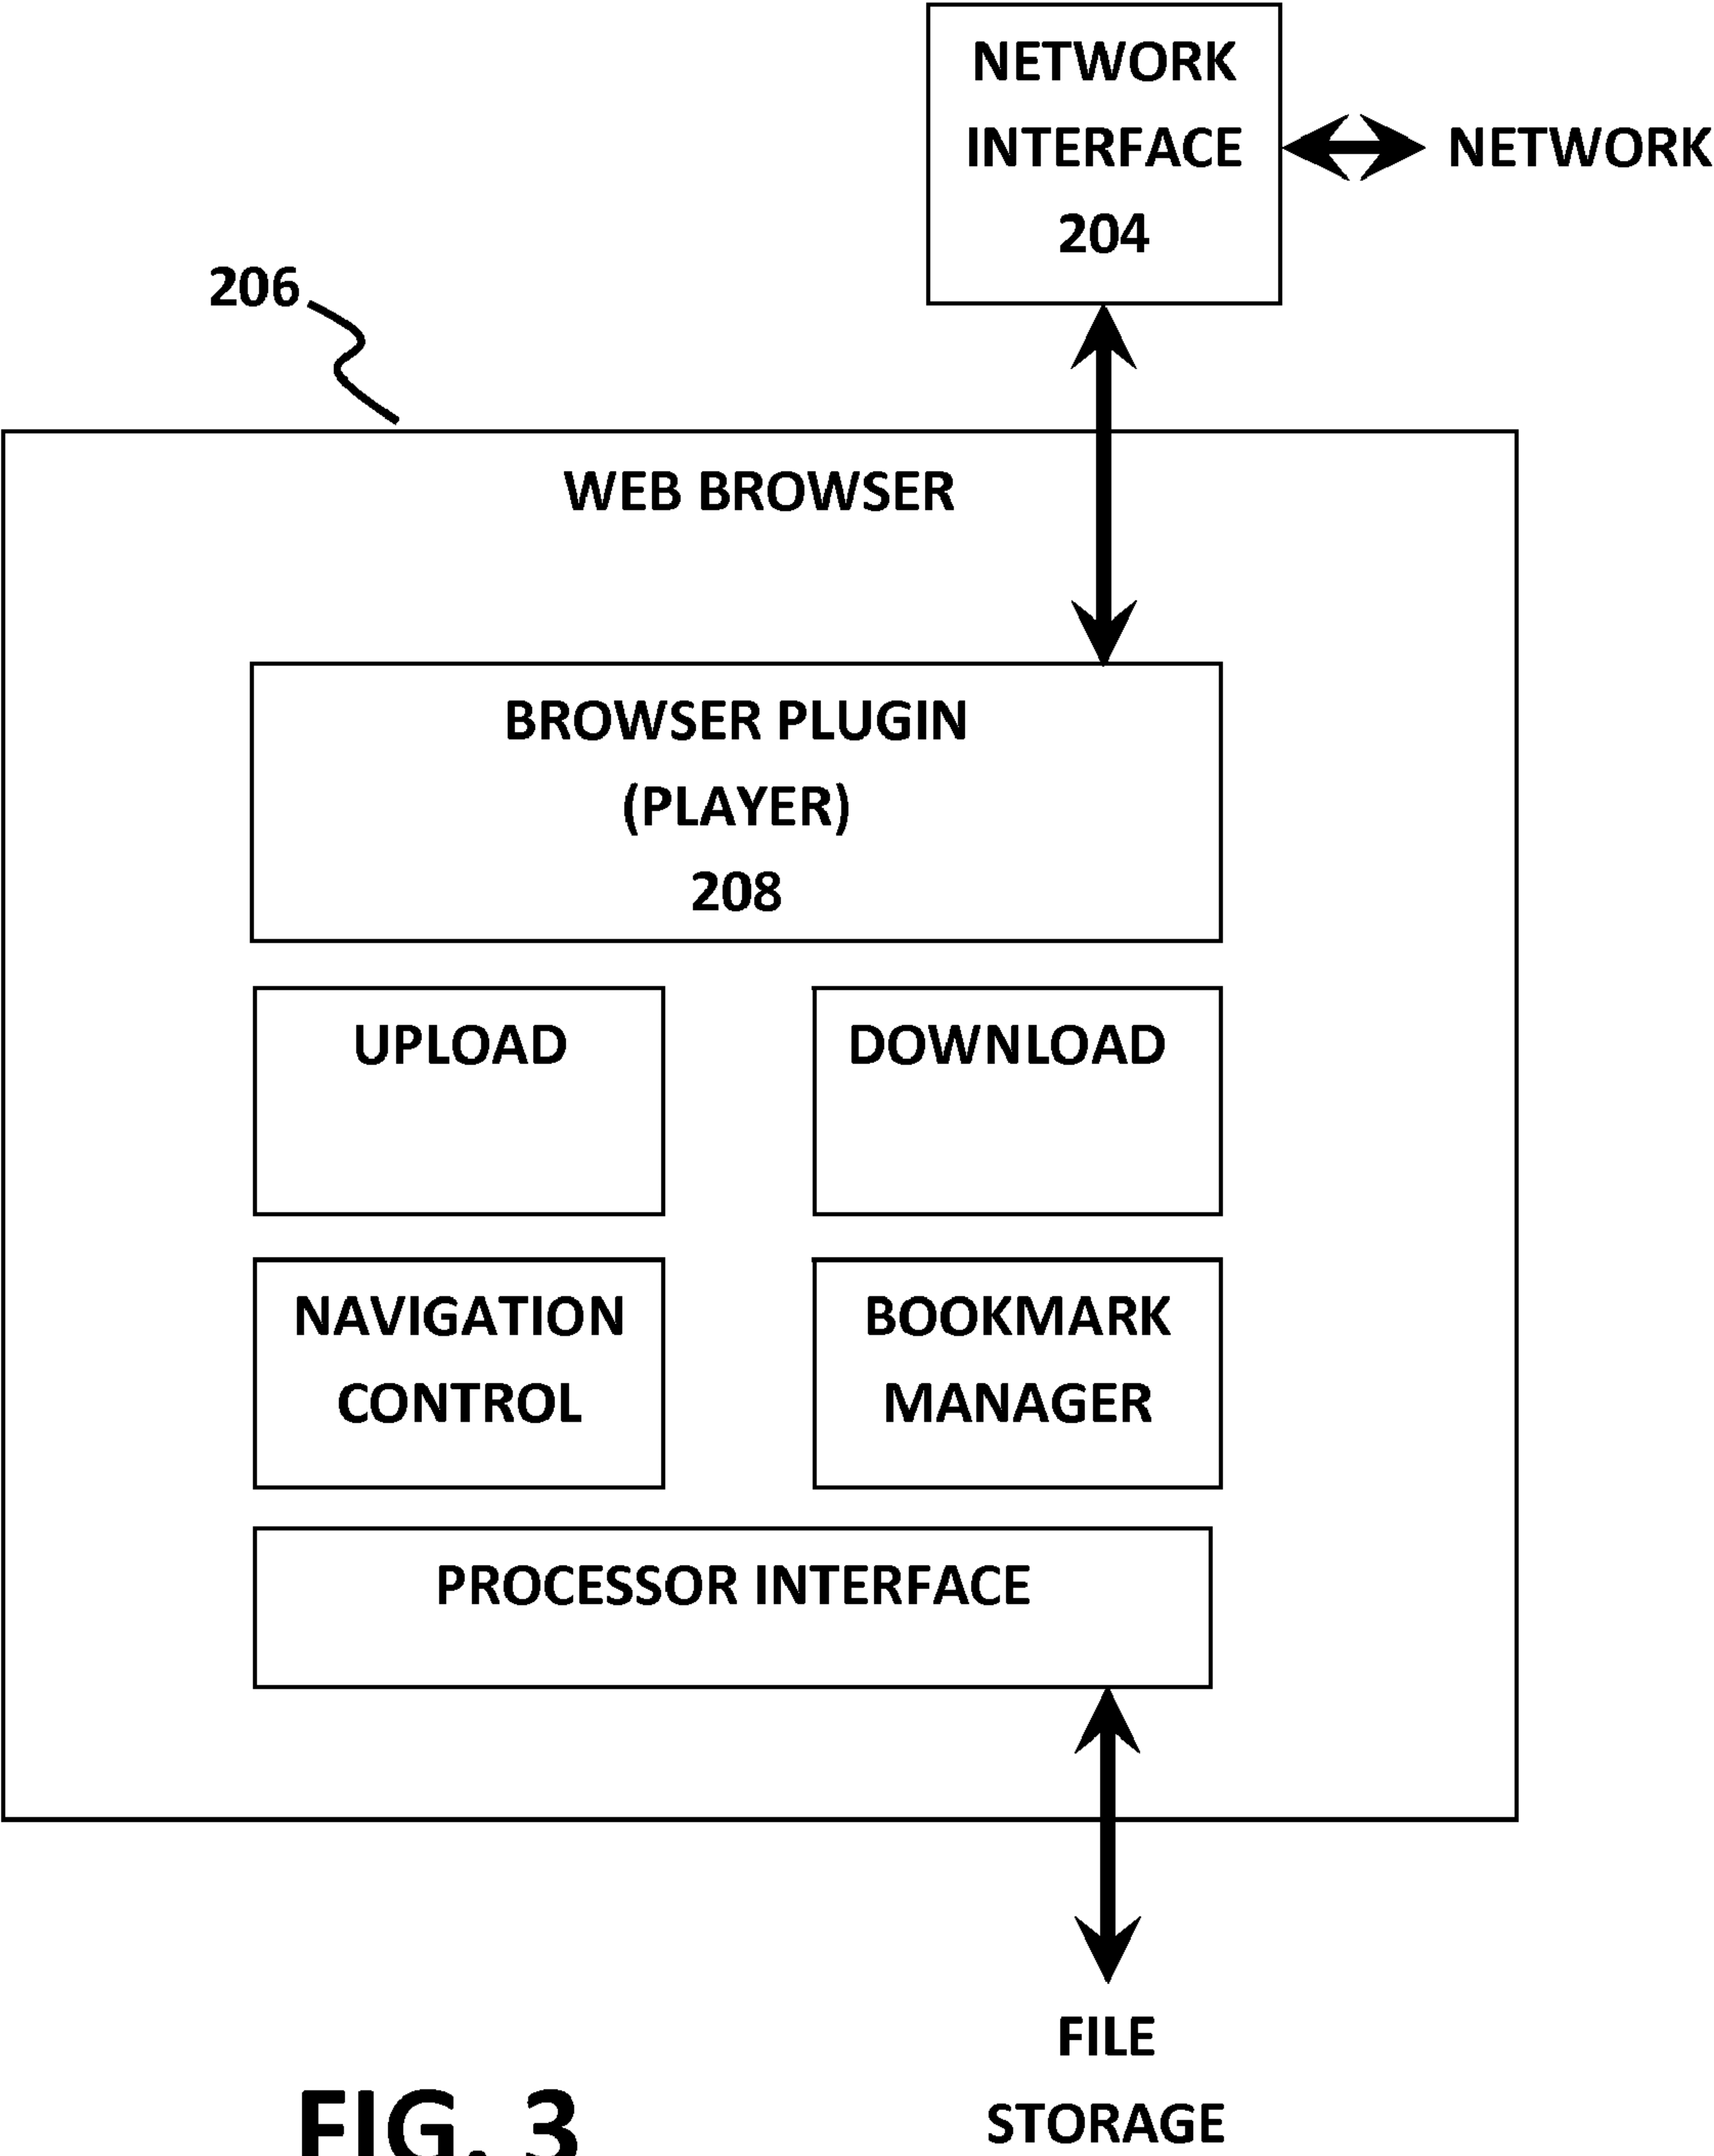 NETWORK
INTERFACE
204
NETWORK
206
WEB BROWSER
BROWSER PLUGIN
(PLAYER)
208
UPLOAD
DOWNLOAD
NAVIGATION
CONTROL
BOOKMARK
MANAGER
PROCESSOR INTERFACE
FILE
STORAGE
FIG. 3